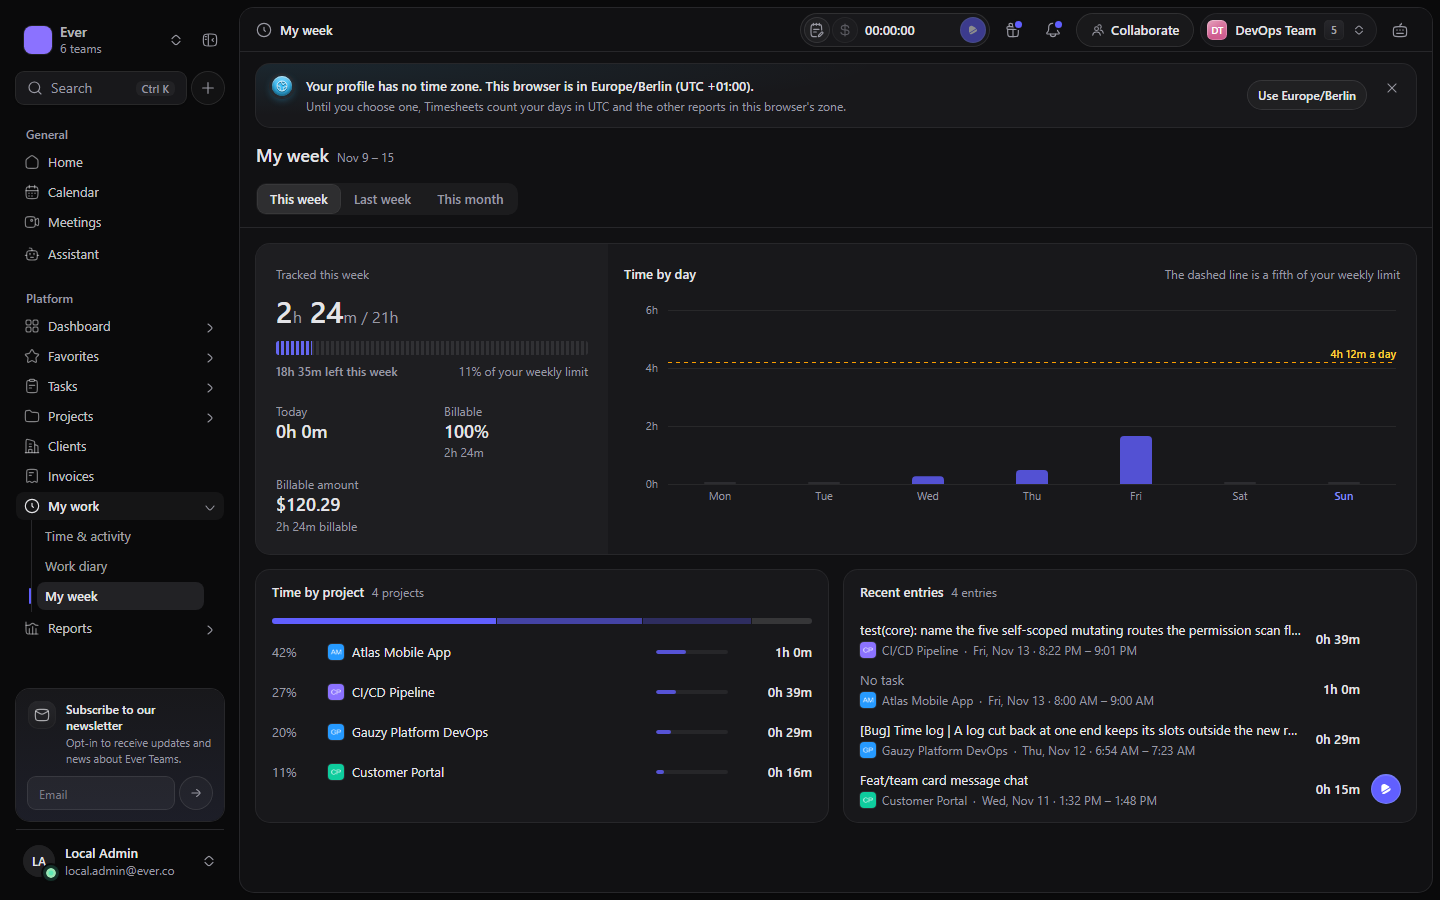 Ever
6 teams
Search
Ctrl K
General
Home
Calendar
Meetings
Assistant
Platform
Dashboard
Favorites
Tasks
Projects
Clients
Invoices
My work
Time & activity
Work diary
My week
Reports
Subscribe to our
newsletter
Opt-in to receive updates and
news about Ever Teams.
Email
LA
Local Admin
local.admin@ever.co
My week
00:00:00
Collaborate
DT
DevOps Team
5
Your profile has no time zone. This browser is in Europe/Berlin (UTC +01:00).
Until you choose one, Timesheets count your days in UTC and the other reports in this browser's zone.
Use Europe/Berlin
My week Nov 9 – 15
This week
Last week
This month
Tracked this week
2h 24m / 21h
18h 35m left this week
11% of your weekly limit
Today
0h 0m
Billable
100%
2h 24m
Billable amount
$120.29
2h 24m billable
Time by day
The dashed line is a fifth of your weekly limit
6h
4h 12m a day
4h
2h
0h
Mon
Tue
Wed
Thu
Fri
Sat
Sun
Time by project 4 projects
42% AM Atlas Mobile App 1h 0m
27% CP CI/CD Pipeline 0h 39m
20% GP Gauzy Platform DevOps 0h 29m
11% CP Customer Portal 0h 16m
Recent entries 4 entries
test(core): name the five self-scoped mutating routes the permission scan fl...
CP CI/CD Pipeline · Fri, Nov 13 · 8:22 PM – 9:01 PM
0h 39m
No task
AM Atlas Mobile App · Fri, Nov 13 · 8:00 AM – 9:00 AM
1h 0m
[Bug] Time log | A log cut back at one end keeps its slots outside the new r...
GP Gauzy Platform DevOps · Thu, Nov 12 · 6:54 AM – 7:23 AM
0h 29m
Feat/team card message chat
CP Customer Portal · Wed, Nov 11 · 1:32 PM – 1:48 PM
0h 15m